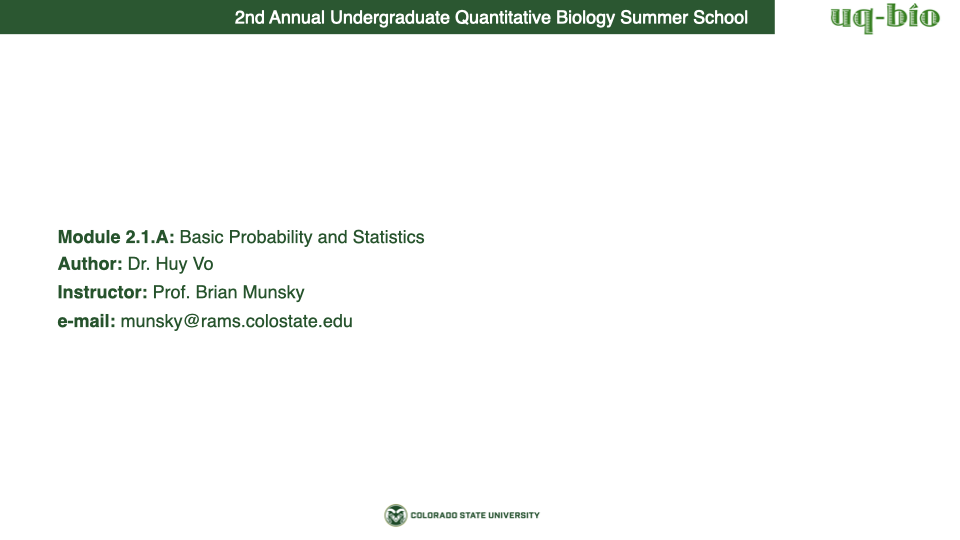 2nd Annual Undergraduate Quantitative Biology Summer School
uq-bio
Module 2.1.A: Basic Probability and Statistics
Author: Dr. Huy Vo
Instructor: Prof. Brian Munsky
e-mail: munsky@rams.colostate.edu
COLORADO STATE UNIVERSITY